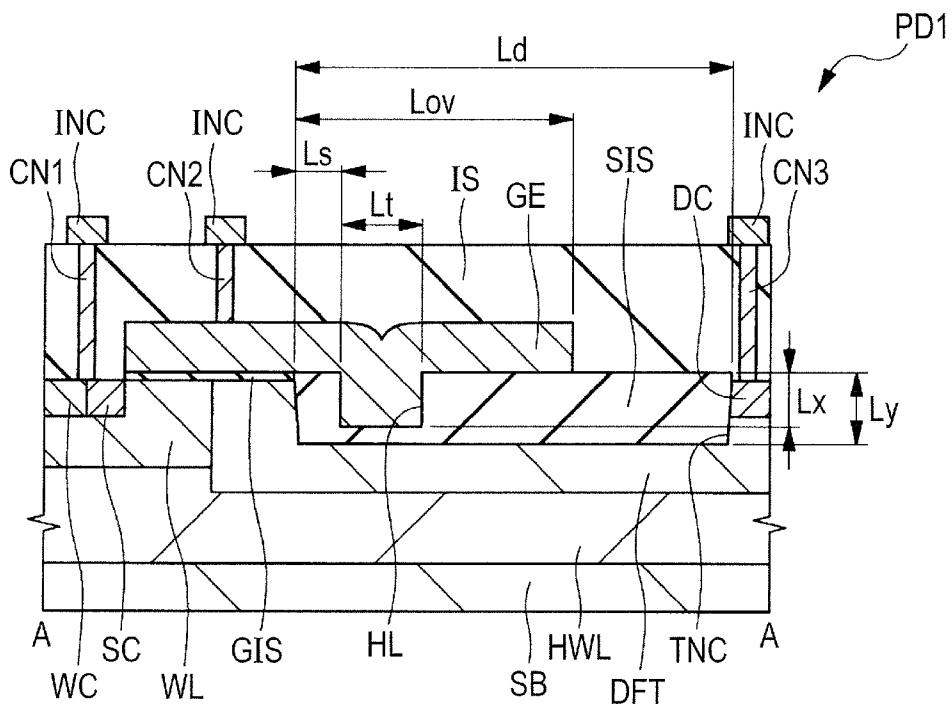 PD1
Ld
Lov
INC
INC
INC
CN1
CN2
Ls
IS
SIS
CN3
Lt
GE
DC
Lx
Ly
A
A
SC
GIS
HL
HWL
TNC
WC
WL
SB
DFT